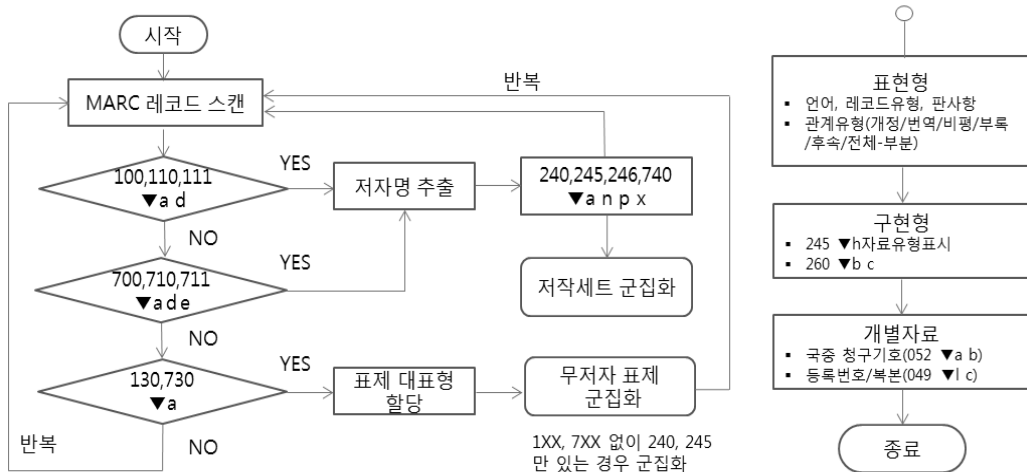 시작
MARC 레코드 스캔
반복
100,110,111
▼a d
YES
저자명 추출
240,245,246,740
▼a n p x
NO
700,710,711
▼a d e
YES
저작세트 군집화
NO
130,730
▼a
YES
표제 대표형
할당
무저자 표제
군집화
NO
반복
1XX, 7XX 없이 240, 245
만 있는 경우 군집화
표현형
▪ 언어, 레코드유형, 판사항
▪ 관계유형(개정/번역/비평/부록
/후속/전체-부분)
구현형
▪ 245 ▼h자료유형표시
▪ 260 ▼b c
개별자료
▪ 국중 청구기호(052 ▼a b)
▪ 등록번호/복본(049 ▼l c)
종료